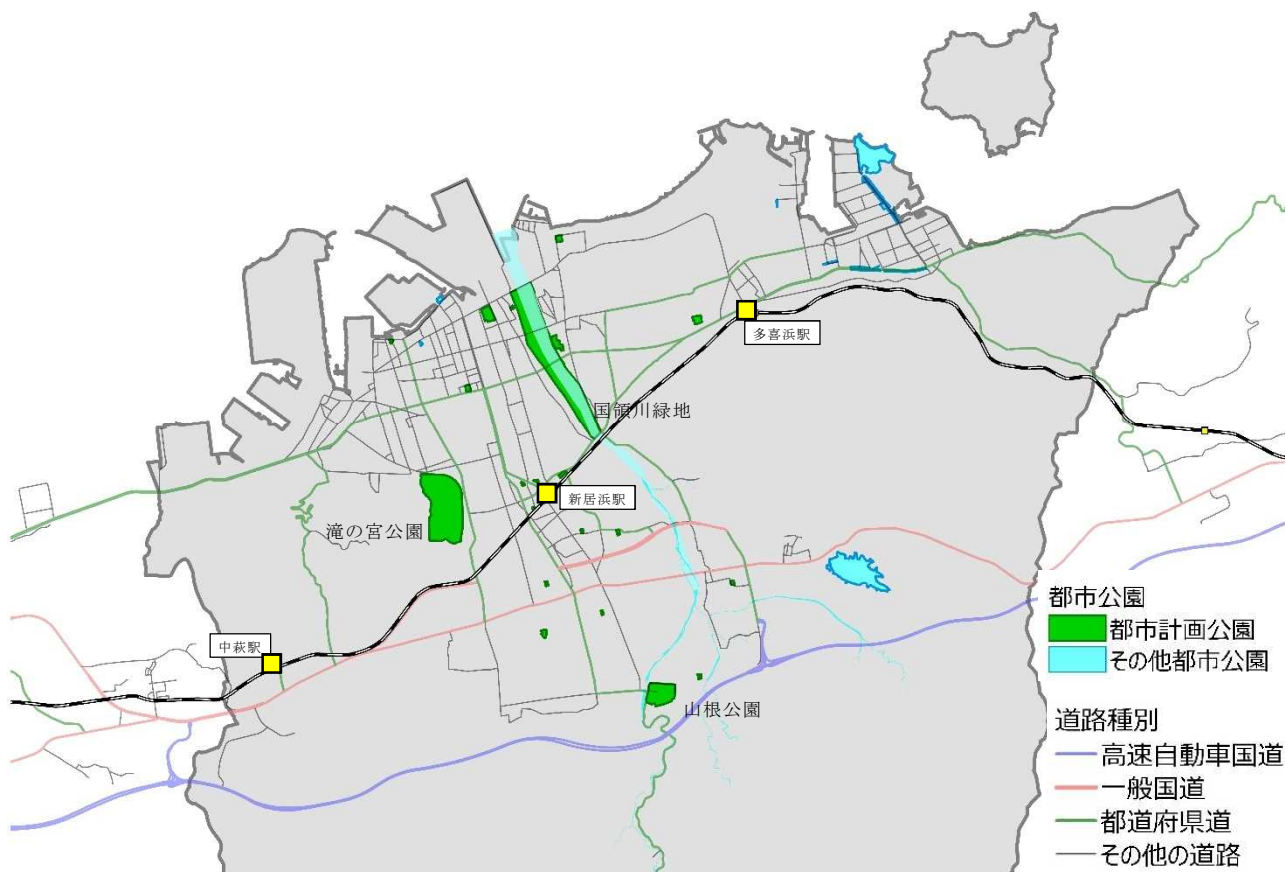 多喜浜駅
国領川緑地
新居浜駅
滝の宮公園
中萩駅
山根公園
都市公園
都市計画公園
その他都市公園
道路種別
高速自動車国道
一般国道
都道府県道
その他の道路